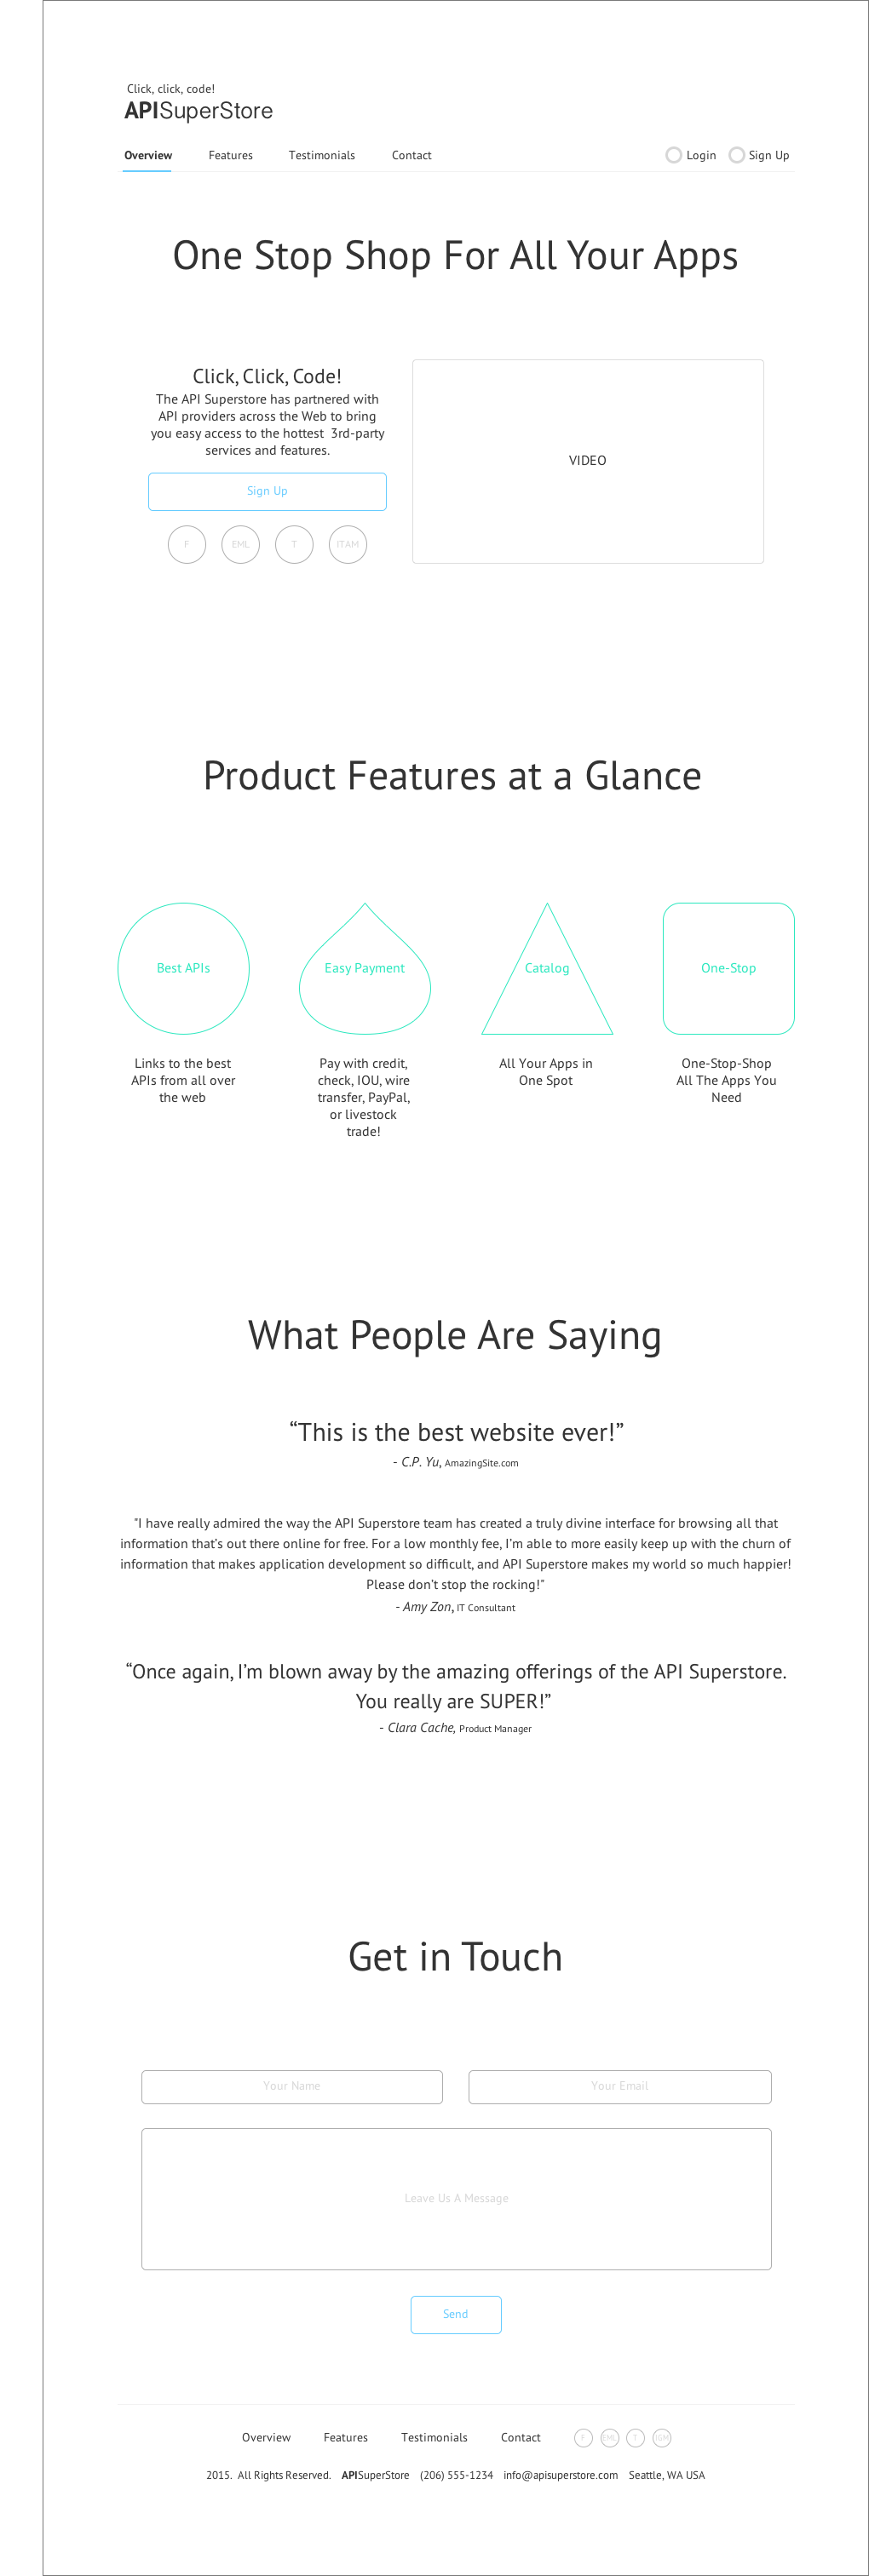 Click, click, code!
APISuperStore
Overview Features Testimonials Contact Login Sign Up
One Stop Shop For All Your Apps
Click, Click, Code!
The API Superstore has partnered with
API providers across the Web to bring
you easy access to the hottest  3rd-party
services and features.
VIDEO
Sign Up
F EML T ITAM
Product Features at a Glance
Best APIs Easy Payment Catalog One-Stop
Links to the best
APIs from all over
the web
Pay with credit,
check, IOU, wire
transfer, PayPal,
or livestock
trade!
All Your Apps in
One Spot
One-Stop-Shop
All The Apps You
Need
What People Are Saying
“This is the best website ever!”
- C.P. Yu, AmazingSite.com
"I have really admired the way the API Superstore team has created a truly divine interface for browsing all that
information that’s out there online for free. For a low monthly fee, I’m able to more easily keep up with the churn of
information that makes application development so difficult, and API Superstore makes my world so much happier!
Please don’t stop the rocking!"
- Amy Zon, IT Consultant
“Once again, I’m blown away by the amazing offerings of the API Superstore.
You really are SUPER!”
- Clara Cache, Product Manager
Get in Touch
Your Name Your Email
Leave Us A Message
Send
Overview Features Testimonials Contact F EML T IGM
2015.  All Rights Reserved. APISuperStore (206) 555-1234 info@apisuperstore.com Seattle, WA USA